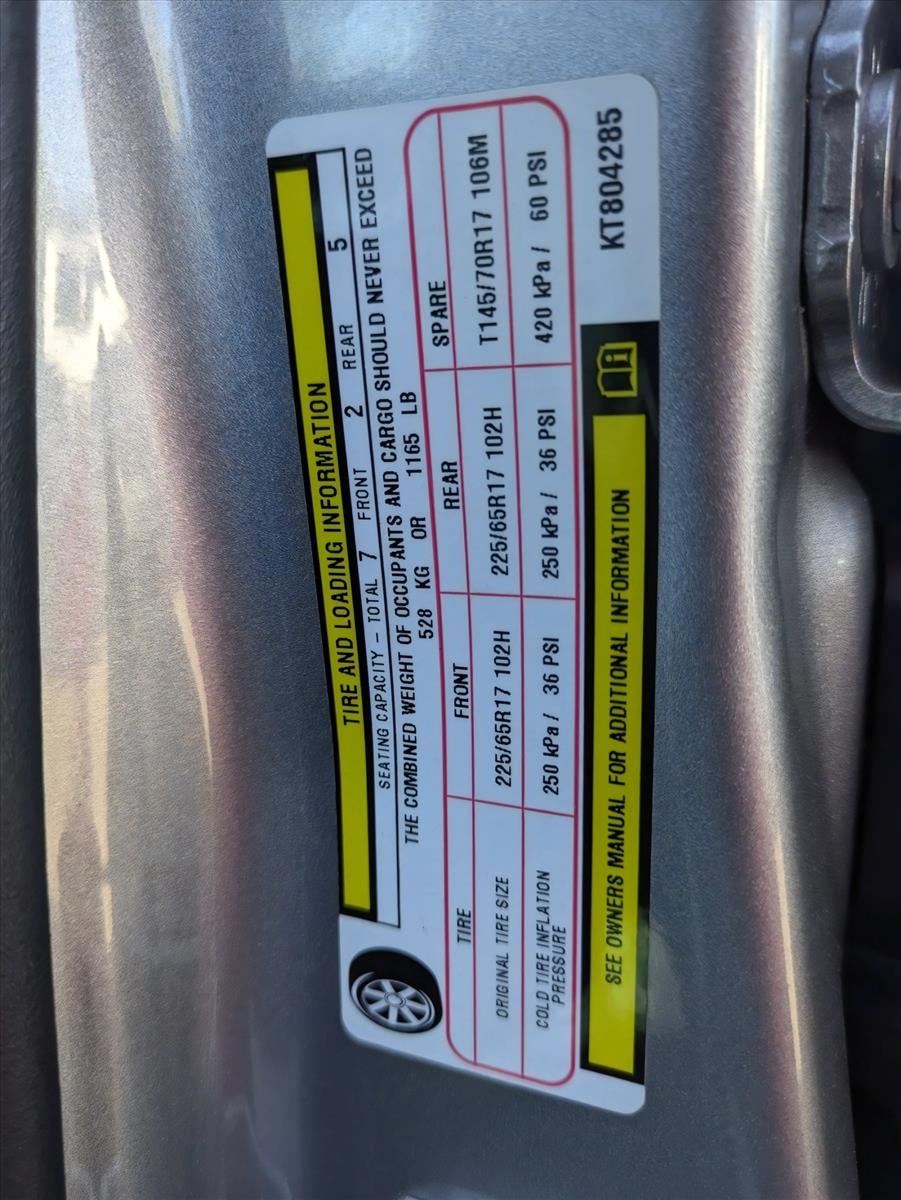 TIRE AND LOADING INFORMATION
SEATING CAPACITY - TOTAL 7 FRONT 2 REAR 5
THE COMBINED WEIGHT OF OCCUPANTS AND CARGO SHOULD NEVER EXCEED
528 KG OR 1165 LB
TIRE FRONT REAR SPARE
ORIGINAL TIRE SIZE 225/65R17 102H 225/65R17 102H T145/70R17 106M
COLD TIRE INFLATION PRESSURE 250 kPa / 36 PSI 250 kPa / 36 PSI 420 kPa / 60 PSI
SEE OWNERS MANUAL FOR ADDITIONAL INFORMATION
KT804285